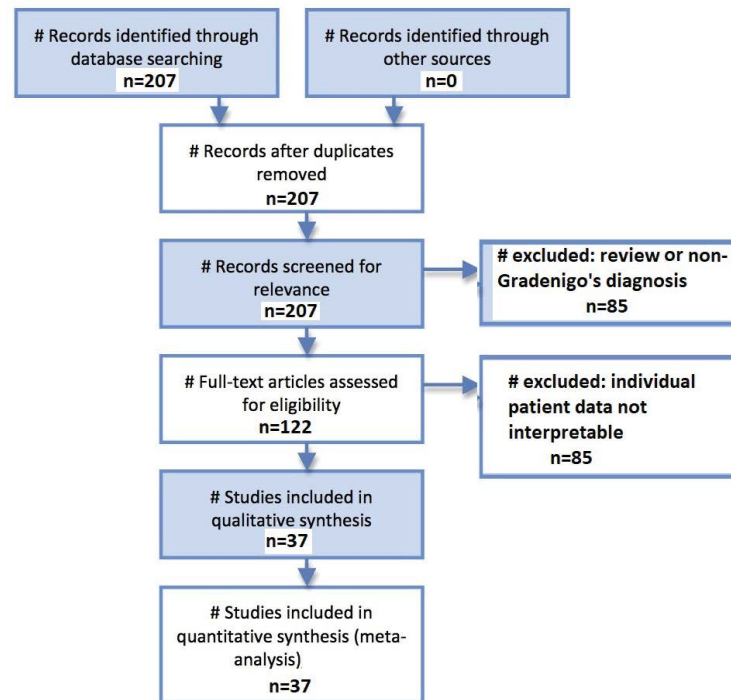 # Records identified through
database searching
n=207
# Records identified through
other sources
n=0
# Records after duplicates
removed
n=207
# Records screened for
relevance
n=207
# excluded: review or non-
Gradenigo's diagnosis
n=85
# Full-text articles assessed
for eligibility
n=122
# excluded: individual
patient data not
interpretable
n=85
# Studies included in
qualitative synthesis
n=37
# Studies included in
quantitative synthesis (meta-
analysis)
n=37